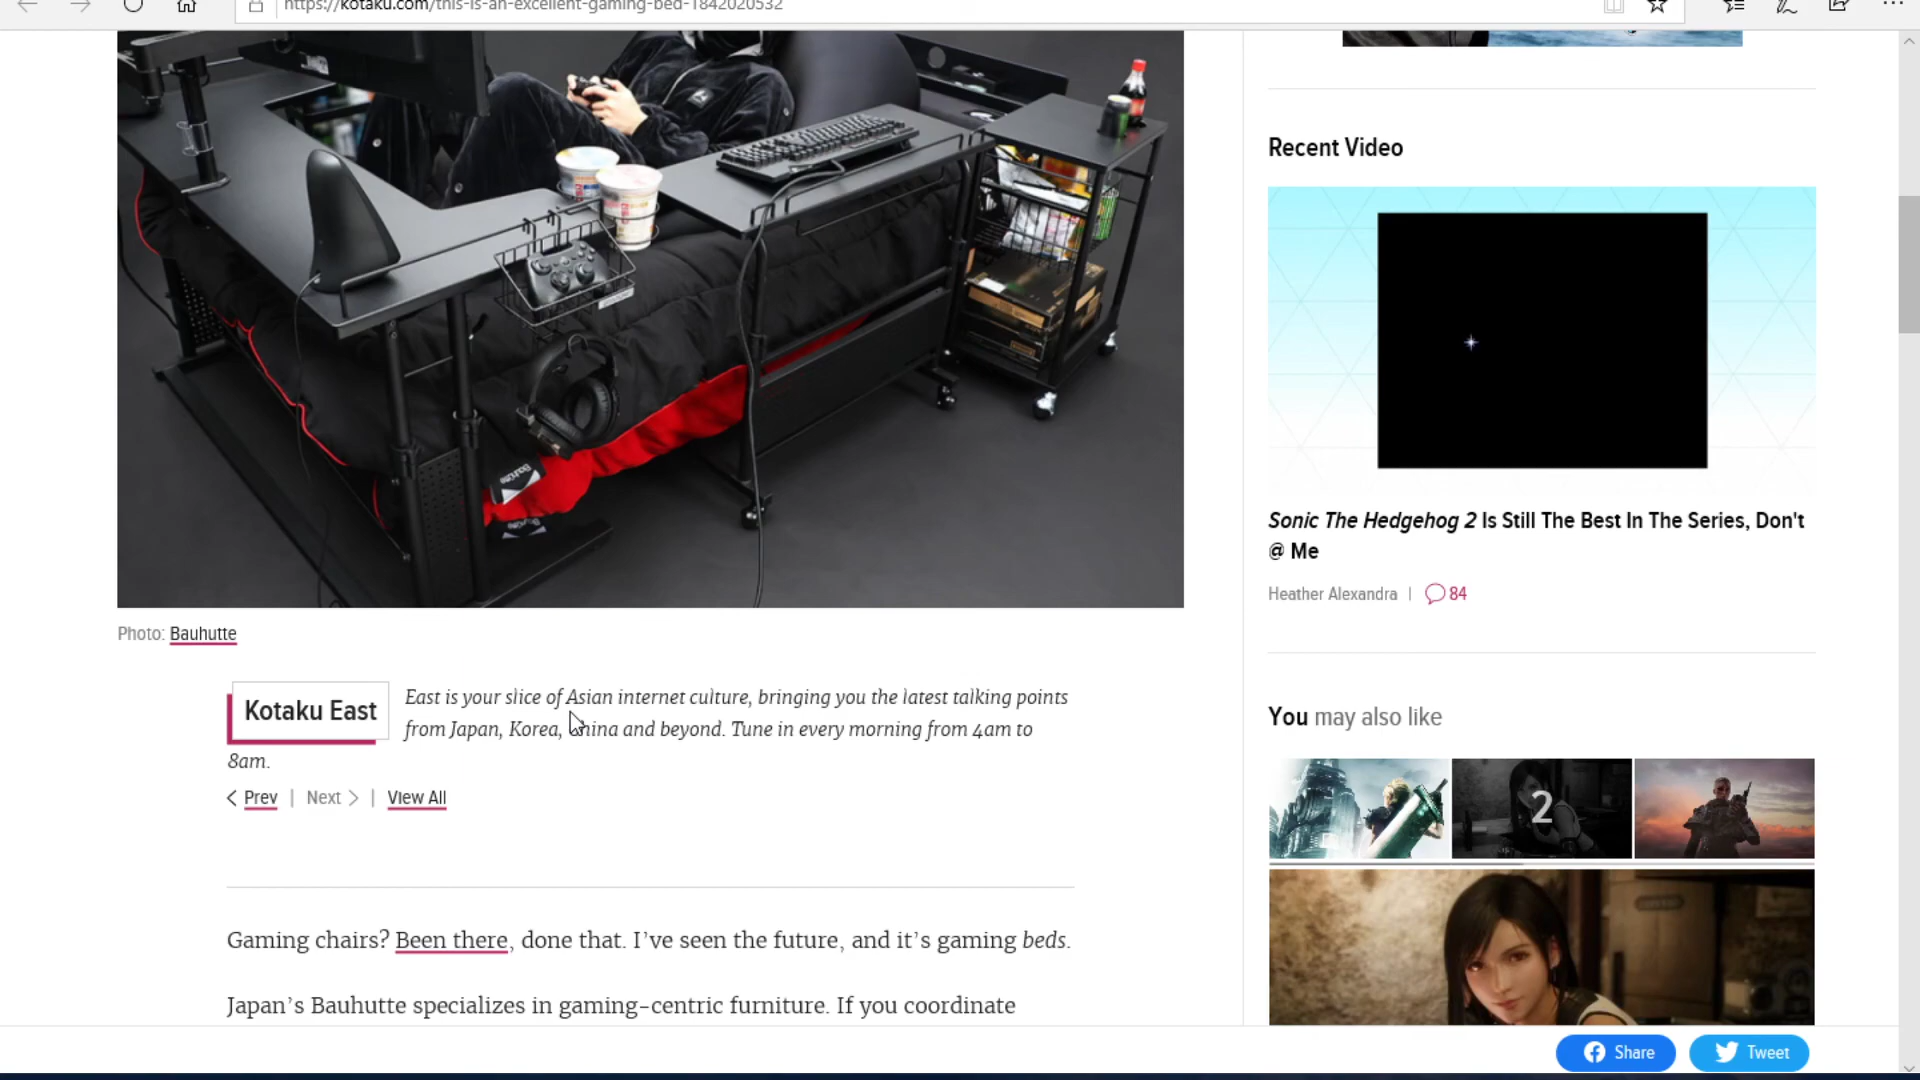 https://kotaku.com/this-is-an-excellent-gaming-bed-1842020532
Bauhutte
Photo: Bauhutte
Kotaku East
East is your slice of Asian internet culture, bringing you the latest talking points
from Japan, Korea, China and beyond. Tune in every morning from 4am to
8am.
Prev | Next | View All
Gaming chairs? Been there, done that. I've seen the future, and it's gaming beds.
Japan's Bauhutte specializes in gaming-centric furniture. If you coordinate
Recent Video
Sonic The Hedgehog 2 Is Still The Best In The Series, Don't
@ Me
Heather Alexandra | 84
You may also like
2
Share
Tweet